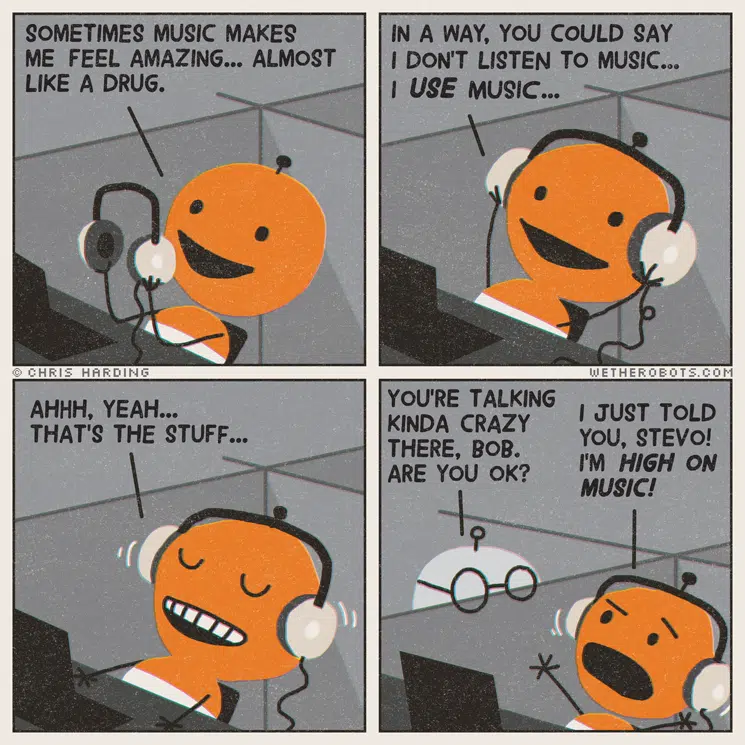 SOMETIMES MUSIC MAKES
ME FEEL AMAZING... ALMOST
LIKE A DRUG.
IN A WAY, YOU COULD SAY
I DON'T LISTEN TO MUSIC...
I USE MUSIC...
© CHRIS HARDING
WETHEROBOTS.COM
AHHH, YEAH...
THAT'S THE STUFF...
YOU'RE TALKING
KINDA CRAZY
THERE, BOB.
ARE YOU OK?
I JUST TOLD
YOU, STEVO!
I'M HIGH ON
MUSIC!